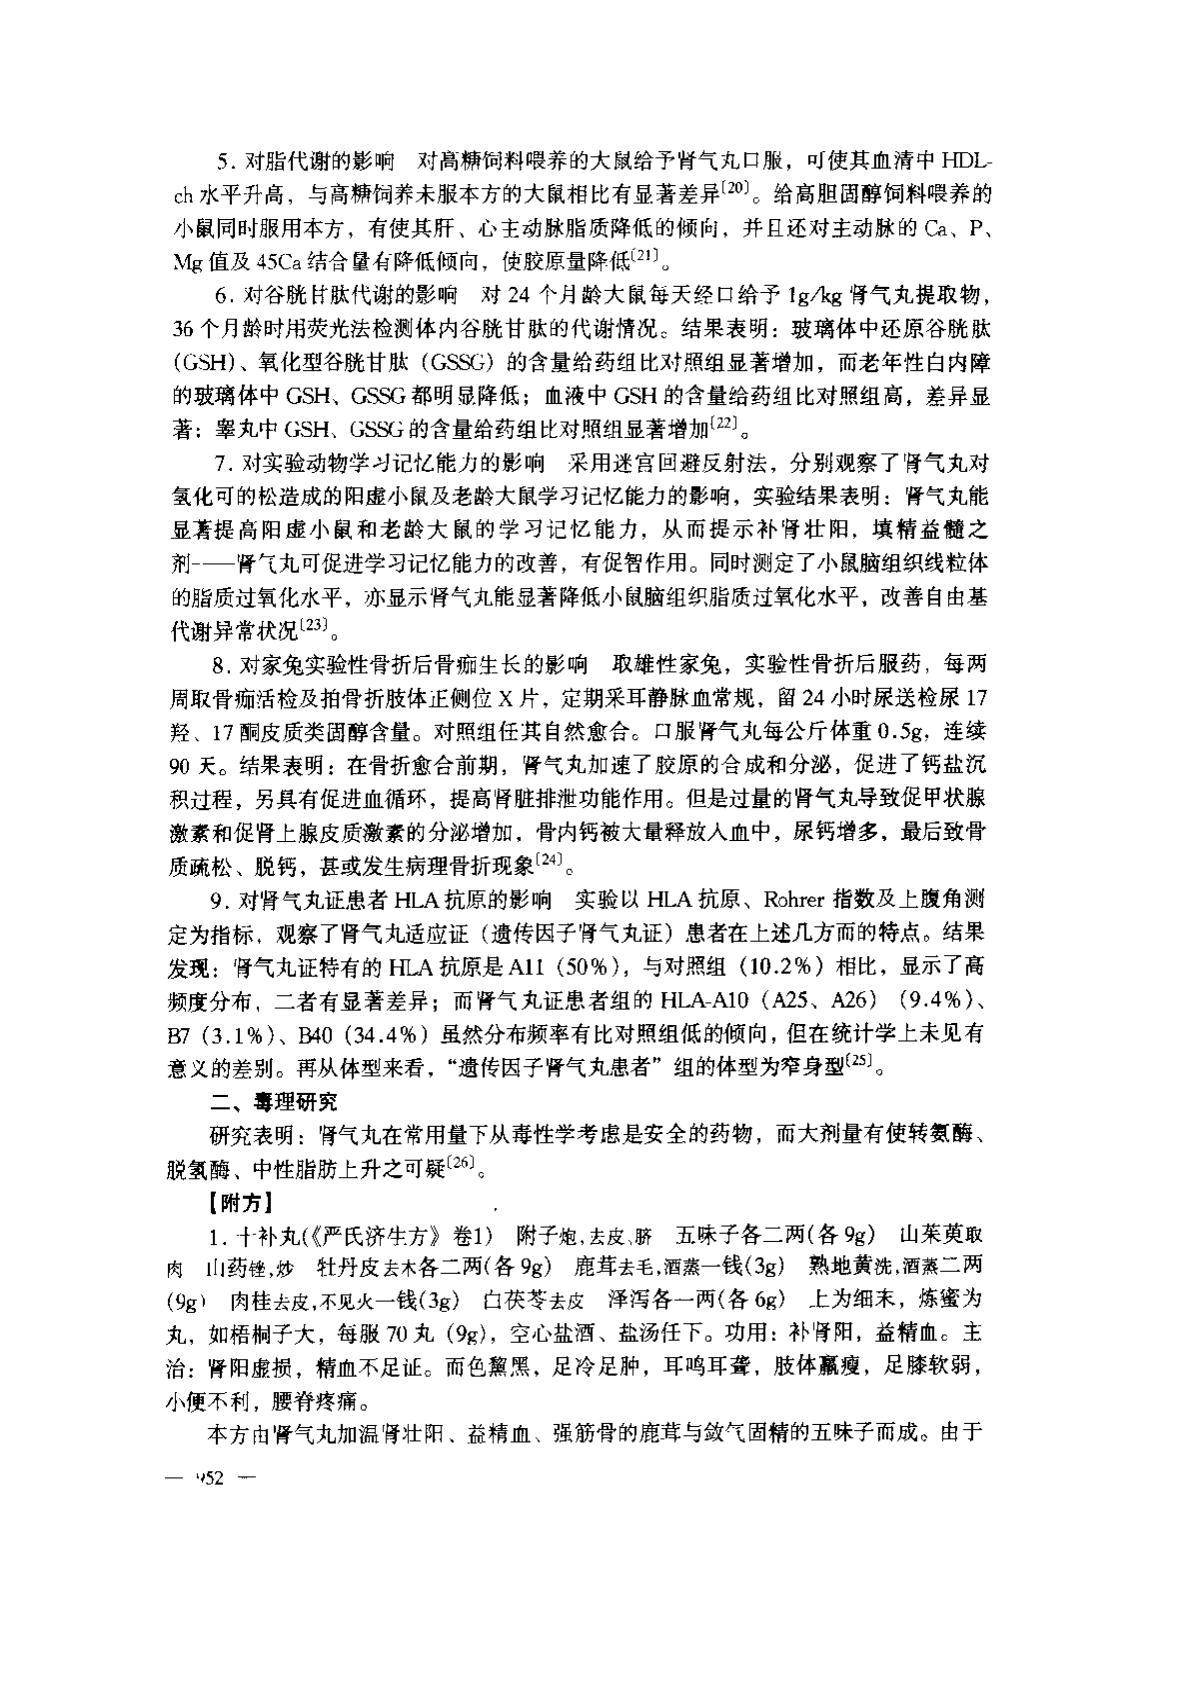 5. 对脂代谢的影响　对高糖饲料喂养的大鼠给予肾气丸口服，可使其血清中 HDL-
ch 水平升高，与高糖饲养未服本方的大鼠相比有显著差异〔20〕。给高胆固醇饲料喂养的
小鼠同时服用本方，有使其肝、心主动脉脂质降低的倾向，并且还对主动脉的 Ca、P、
Mg 值及 45Ca 结合量有降低倾向，使胶原量降低〔21〕。
6. 对谷胱甘肽代谢的影响　对 24 个月龄大鼠每天经口给予 1g/kg 肾气丸提取物，
36 个月龄时用荧光法检测体内谷胱甘肽的代谢情况。结果表明：玻璃体中还原谷胱肽
(GSH)、氧化型谷胱甘肽（GSSG）的含量给药组比对照组显著增加，而老年性白内障
的玻璃体中 GSH、GSSG 都明显降低；血液中 GSH 的含量给药组比对照组高，差异显
著；睾丸中 GSH、GSSG 的含量给药组比对照组显著增加〔22〕。
7. 对实验动物学习记忆能力的影响　采用迷宫回避反射法，分别观察了肾气丸对
氢化可的松造成的阳虚小鼠及老龄大鼠学习记忆能力的影响，实验结果表明：肾气丸能
显著提高阳虚小鼠和老龄大鼠的学习记忆能力，从而提示补肾壮阳，填精益髓之
剂——肾气丸可促进学习记忆能力的改善，有促智作用。同时测定了小鼠脑组织线粒体
的脂质过氧化水平，亦显示肾气丸能显著降低小鼠脑组织脂质过氧化水平，改善自由基
代谢异常状况〔23〕。
8. 对家兔实验性骨折后骨痂生长的影响　取雄性家兔，实验性骨折后服药，每两
周取骨痂活检及拍骨折肢体正侧位 X 片，定期采耳静脉血常规，留 24 小时尿送检尿 17
羟、17 酮皮质类固醇含量。对照组任其自然愈合。口服肾气丸每公斤体重 0.5g，连续
90 天。结果表明：在骨折愈合前期，肾气丸加速了胶原的合成和分泌，促进了钙盐沉
积过程，另具有促进血循环，提高肾脏排泄功能作用。但是过量的肾气丸导致促甲状腺
激素和促肾上腺皮质激素的分泌增加，骨内钙被大量释放入血中，尿钙增多，最后致骨
质疏松、脱钙，甚或发生病理骨折现象〔24〕。
9. 对肾气丸证患者 HLA 抗原的影响　实验以 HLA 抗原、Rohrer 指数及上腹角测
定为指标，观察了肾气丸适应证（遗传因子肾气丸证）患者在上述几方面的特点。结果
发现：肾气丸证特有的 HLA 抗原是 A11（50%），与对照组（10.2%）相比，显示了高
频度分布，二者有显著差异；而肾气丸证患者组的 HLA-A10（A25、A26）（9.4%）、
B7（3.1%）、B40（34.4%）虽然分布频率有比对照组低的倾向，但在统计学上未见有
意义的差别。再从体型来看，“遗传因子肾气丸患者”组的体型为窄身型〔25〕。
二、毒理研究
研究表明：肾气丸在常用量下从毒性学考虑是安全的药物，而大剂量有使转氨酶、
脱氢酶、中性脂肪上升之可疑〔26〕。
【附方】
1. 十补丸(《严氏济生方》卷1)　附子炮,去皮、脐　五味子各二两(各 9g)　山茱萸取
肉　山药锉,炒　牡丹皮去木各二两(各 9g)　鹿茸去毛,酒蒸一钱(3g)　熟地黄洗,酒蒸二两
(9g)　肉桂去皮,不见火一钱(3g)　白茯苓去皮　泽泻各一两(各 6g)　上为细末，炼蜜为
丸，如梧桐子大，每服 70 丸（9g），空心盐酒、盐汤任下。功用：补肾阳，益精血。主
治：肾阳虚损，精血不足证。面色黧黑，足冷足肿，耳鸣耳聋，肢体羸瘦，足膝软弱，
小便不利，腰脊疼痛。
本方由肾气丸加温肾壮阳、益精血、强筋骨的鹿茸与敛气固精的五味子而成。由于
— 952 —